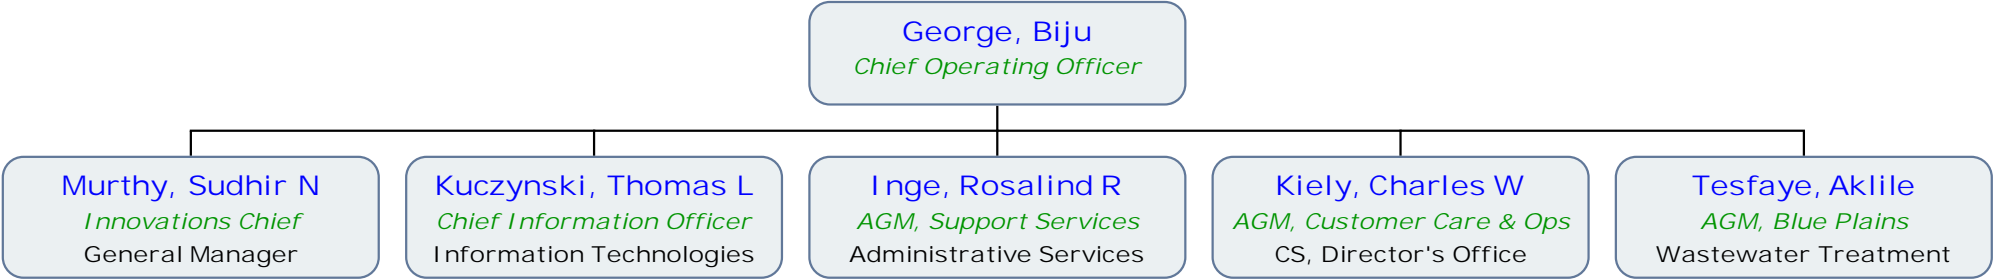 George, Biju
Chief Operating Officer
Murthy, Sudhir N
Innovations Chief
General Manager
Kuczynski, Thomas L
Chief Information Officer
Information Technologies
Inge, Rosalind R
AGM, Support Services
Administrative Services
Kiely, Charles W
AGM, Customer Care & Ops
CS, Director's Office
Tesfaye, Aklile
AGM, Blue Plains
Wastewater Treatment